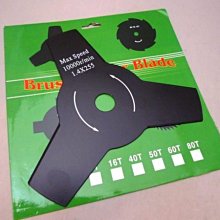 Max Speed
10000r/min
1.4X255
Brus Blade
16T 40T 50T 60T 80T